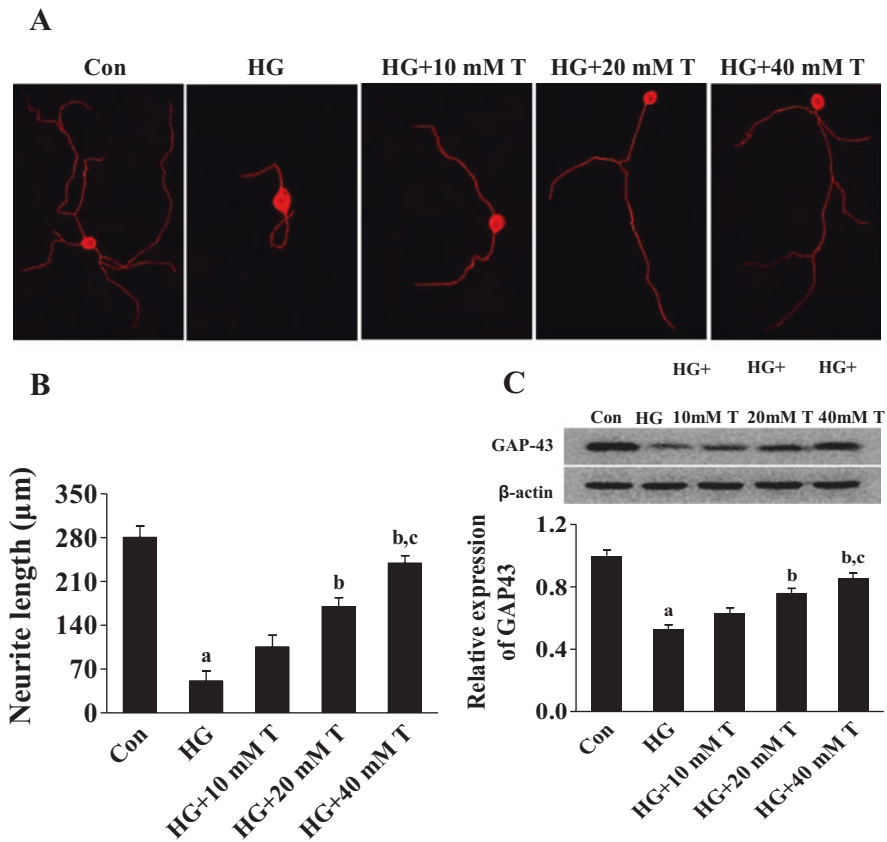 A
Con HG HG+10 mM T HG+20 mM T HG+40 mM T
B
Neurite length (µm)
350
280
210
140
70
0
a
b
b,c
Con HG HG+10 mM T HG+20 mM T HG+40 mM T
C
HG+ HG+ HG+
Con HG 10mM T 20mM T 40mM T
GAP-43
β-actin
Relative expression
of GAP43
1.2
0.8
0.4
0.0
a
b
b,c
Con HG HG+10 mM T HG+20 mM T HG+40 mM T